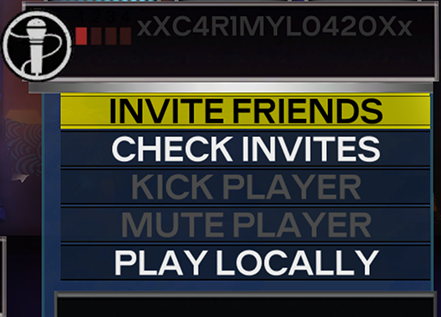 xXC4R1MYL0420Xx
INVITE FRIENDS
CHECK INVITES
KICK PLAYER
MUTE PLAYER
PLAY LOCALLY